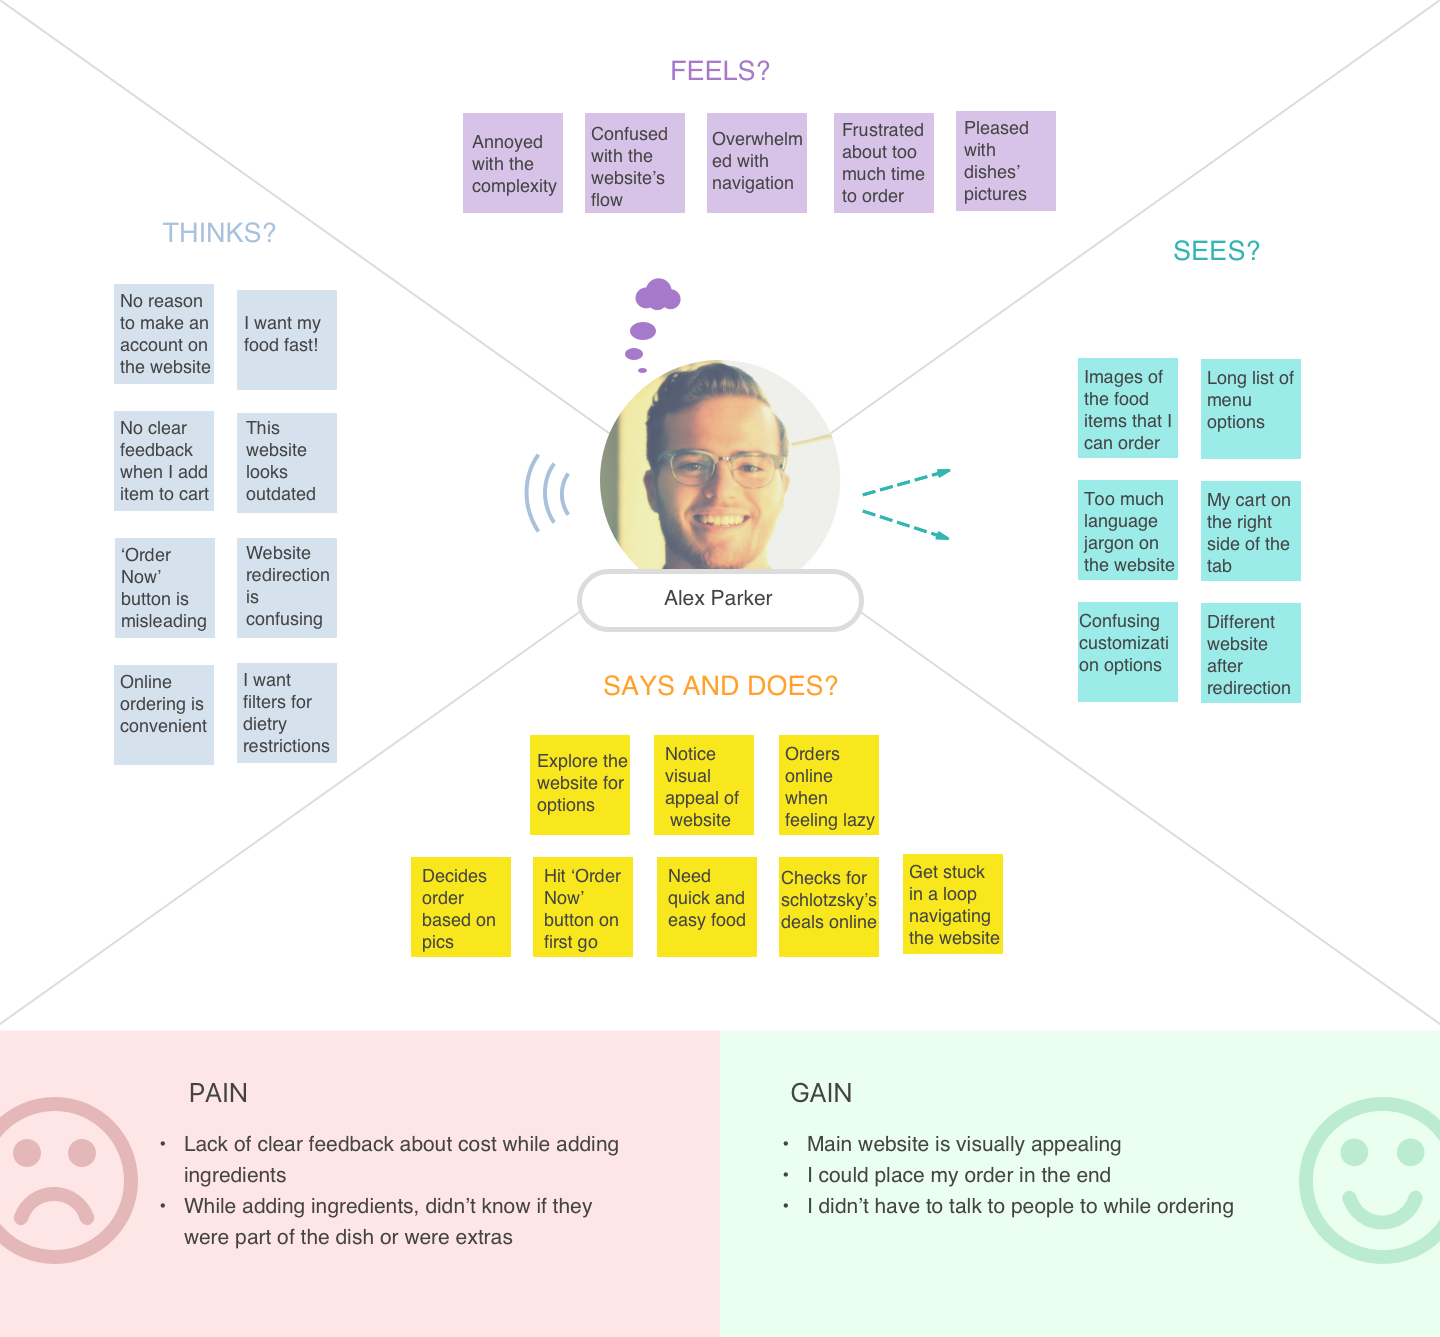 FEELS?
Annoyed
with the
complexity
Confused
with the
website's
flow
Overwhelm
ed with
navigation
Frustrated
about too
much time
to order
Pleased
with
dishes’
pictures
THINKS?
No reason
to make an
account on
the website
I want my
food fast!
No clear
feedback
when I add
item to cart
This
website
looks
outdated
‘Order
Now’
button is
misleading
Website
redirection
is
confusing
Online
ordering is
convenient
I want
filters for
dietry
restrictions
SEES?
Images of
the food
items that I
can order
Long list of
menu
options
Too much
language
jargon on
the website
My cart on
the right
side of the
tab
Confusing
customizati
on options
Different
website
after
redirection
Alex Parker
SAYS AND DOES?
Explore the
website for
options
Notice
visual
appeal of
website
Orders
online
when
feeling lazy
Decides
order
based on
pics
Hit ‘Order
Now’
button on
first go
Need
quick and
easy food
Checks for
schlotzsky’s
deals online
Get stuck
in a loop
navigating
the website
PAIN
• Lack of clear feedback about cost while adding
ingredients
• While adding ingredients, didn’t know if they
were part of the dish or were extras
GAIN
• Main website is visually appealing
• I could place my order in the end
• I didn’t have to talk to people to while ordering